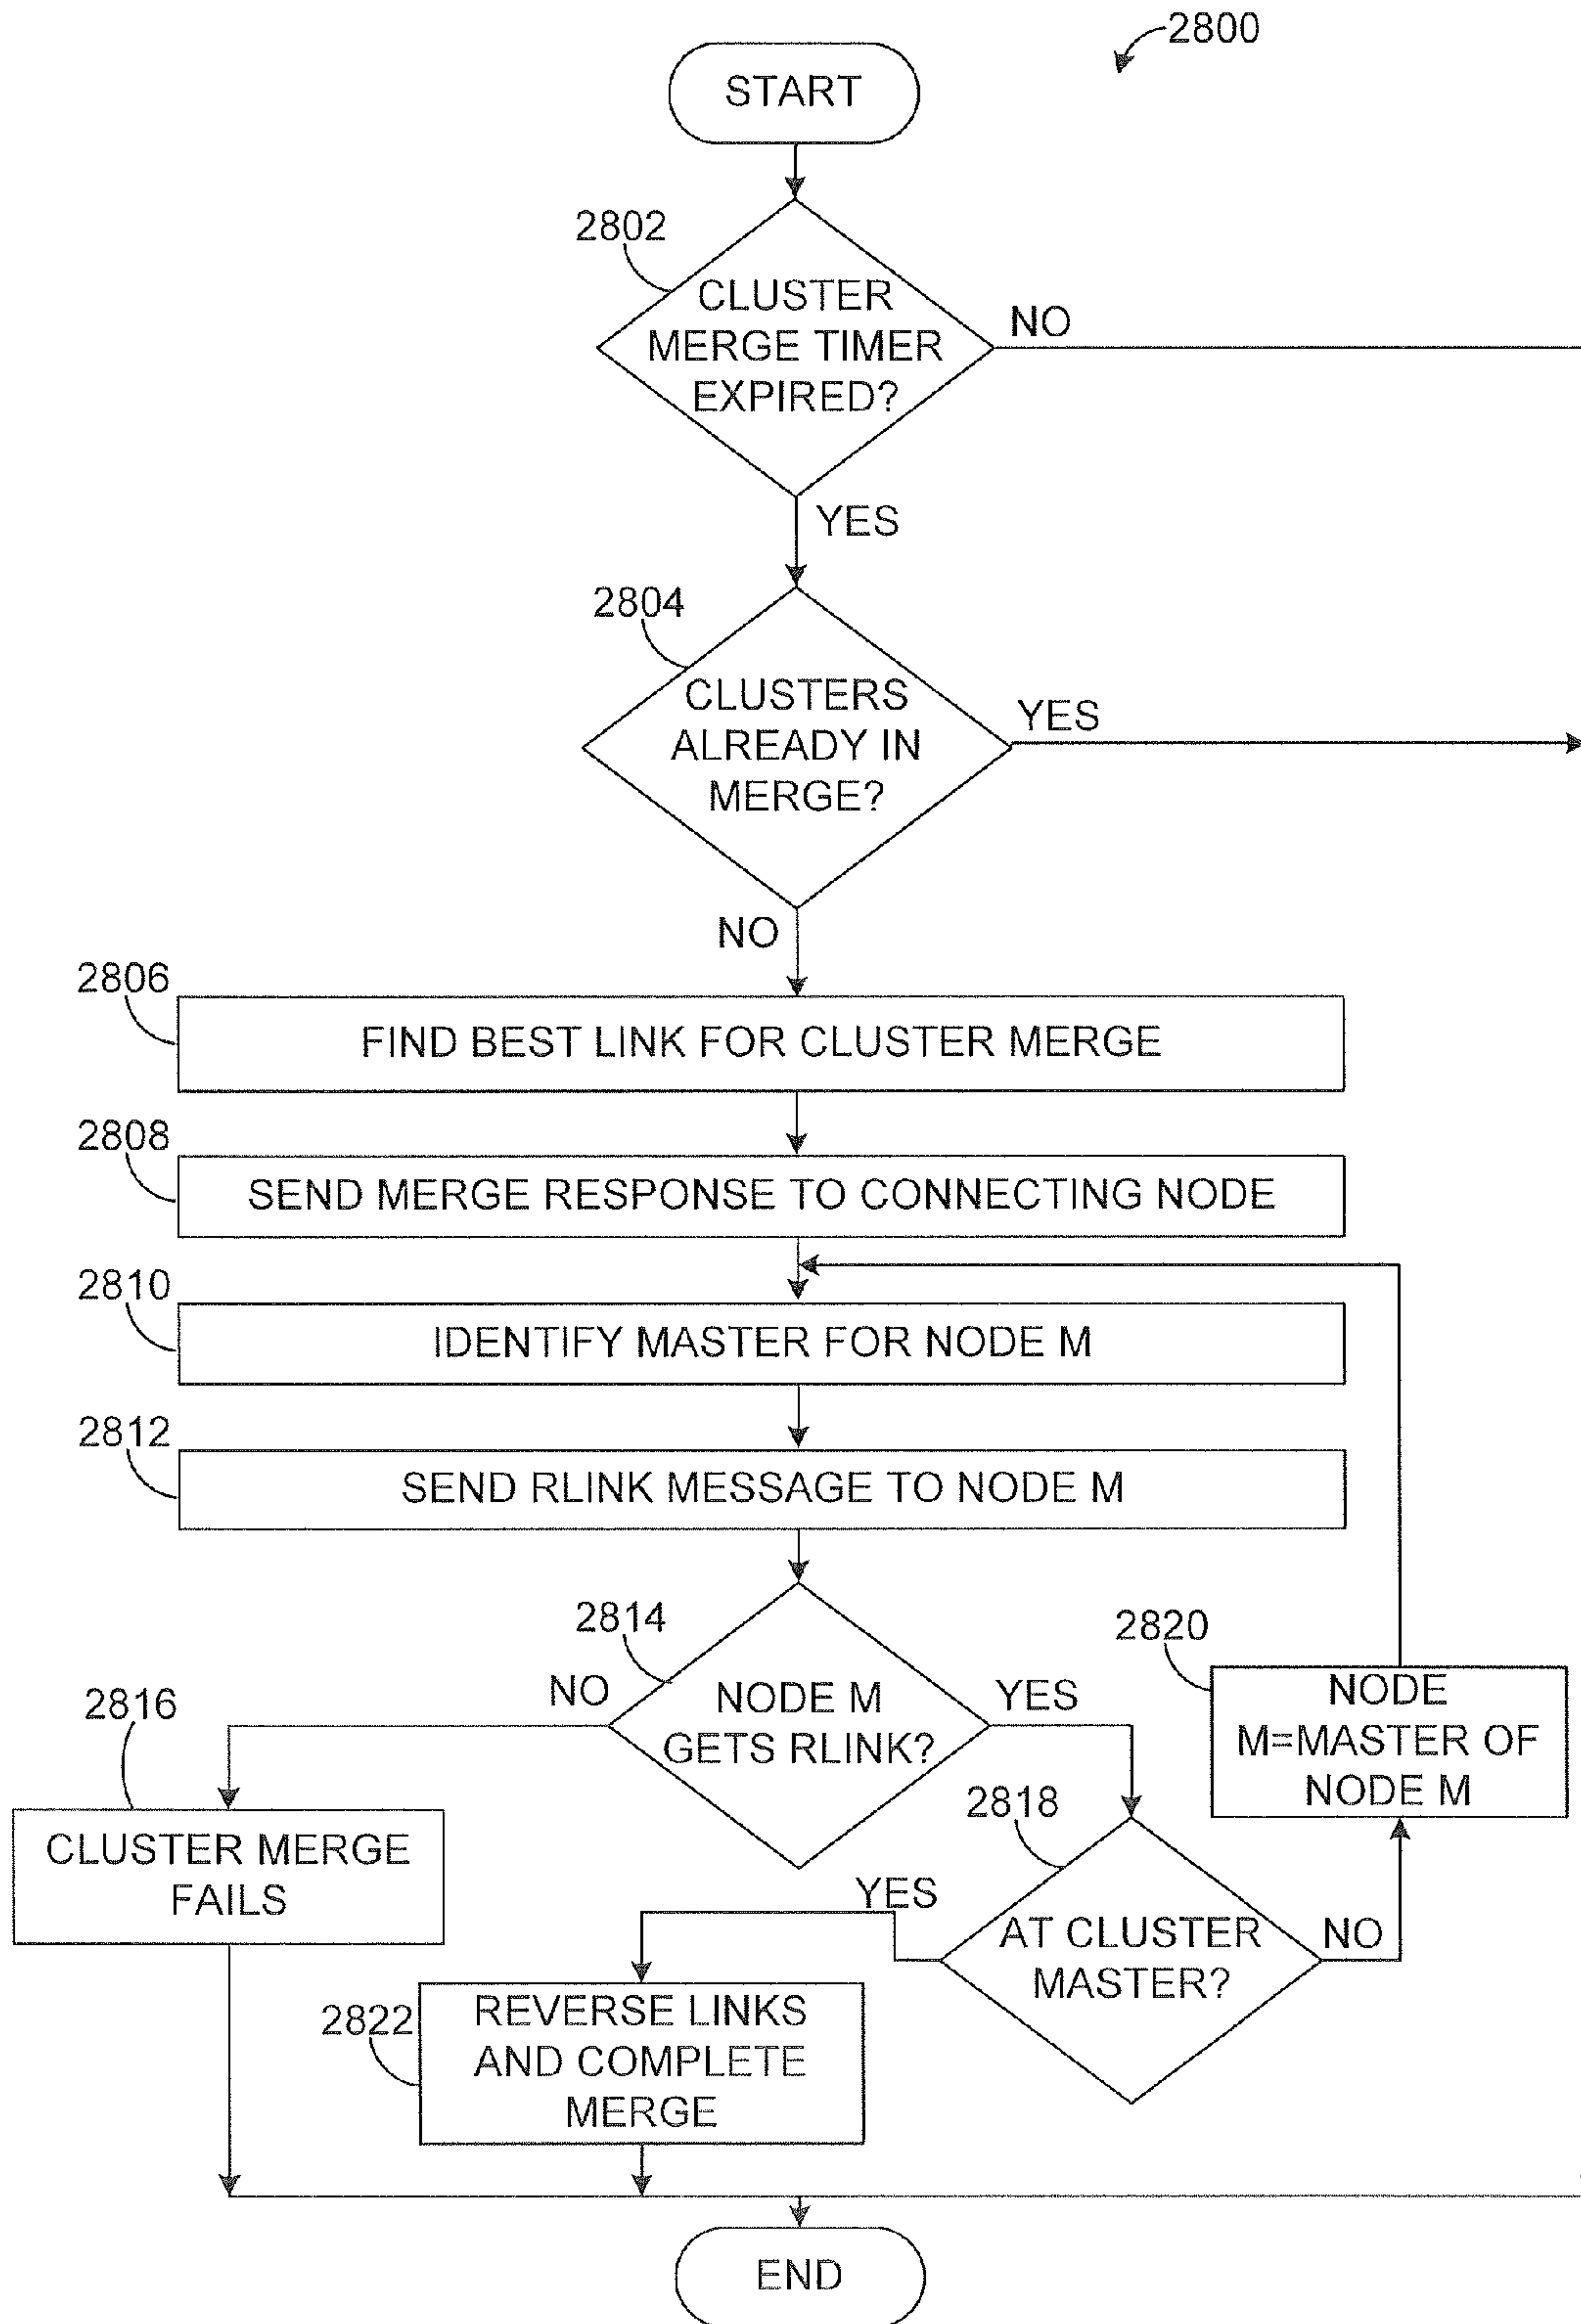 2800
START
2802
CLUSTER
MERGE TIMER
EXPIRED?
NO
YES
2804
CLUSTERS
ALREADY IN
MERGE?
YES
NO
2806
FIND BEST LINK FOR CLUSTER MERGE
2808
SEND MERGE RESPONSE TO CONNECTING NODE
2810
IDENTIFY MASTER FOR NODE M
2812
SEND RLINK MESSAGE TO NODE M
2814
NODE M
GETS RLINK?
NO
YES
2820
NODE
M=MASTER OF
NODE M
2816
CLUSTER MERGE
FAILS
2818
AT CLUSTER
MASTER?
YES
NO
2822
REVERSE LINKS
AND COMPLETE
MERGE
END